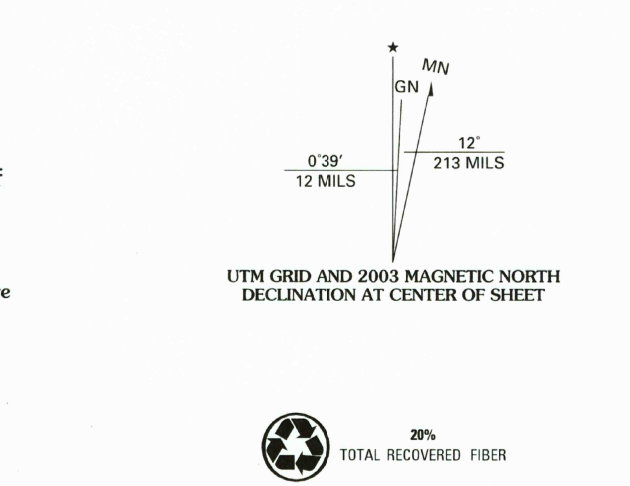 ★
MN
GN
12°
213 MILS
0°39′
12 MILS
UTM GRID AND 2003 MAGNETIC NORTH
DECLINATION AT CENTER OF SHEET
e
20%
TOTAL RECOVERED FIBER